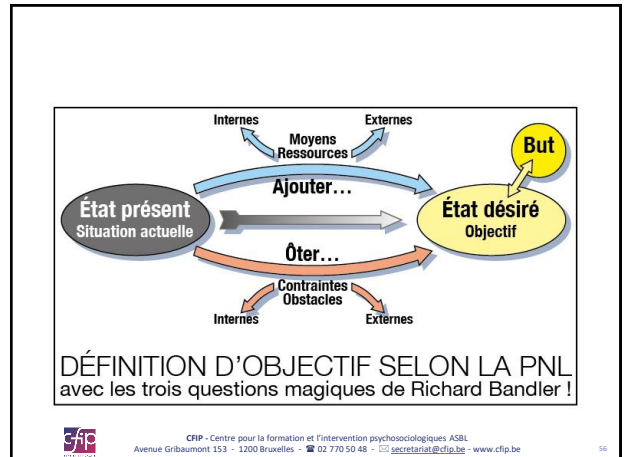 Internes Externes
Moyens
Ressources
But
Ajouter…
État présent
Situation actuelle
État désiré
Objectif
Ôter…
Contraintes
Obstacles
Internes Externes
DÉFINITION D’OBJECTIF SELON LA PNL
avec les trois questions magiques de Richard Bandler !
cfip
CFIP - Centre pour la formation et l’intervention psychosociologiques ASBL
Avenue Gribaumont 153 - 1200 Bruxelles - ☎ 02 770 50 48 - ✉ secretariat@cfip.be - www.cfip.be
56